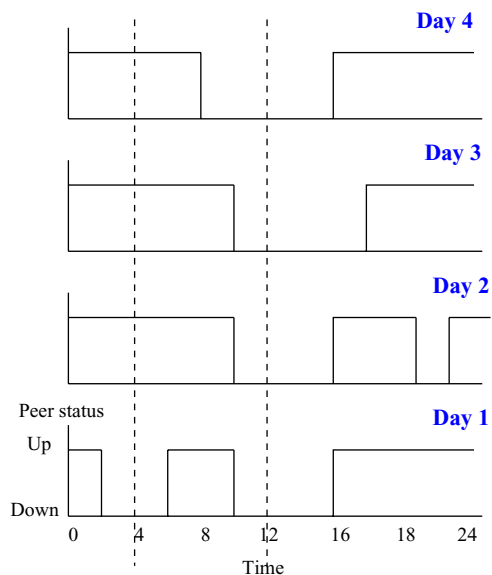 Day 4
Day 3
Day 2
Peer status
Day 1
Up
Down
0 4 8 12 16 18 24
Time